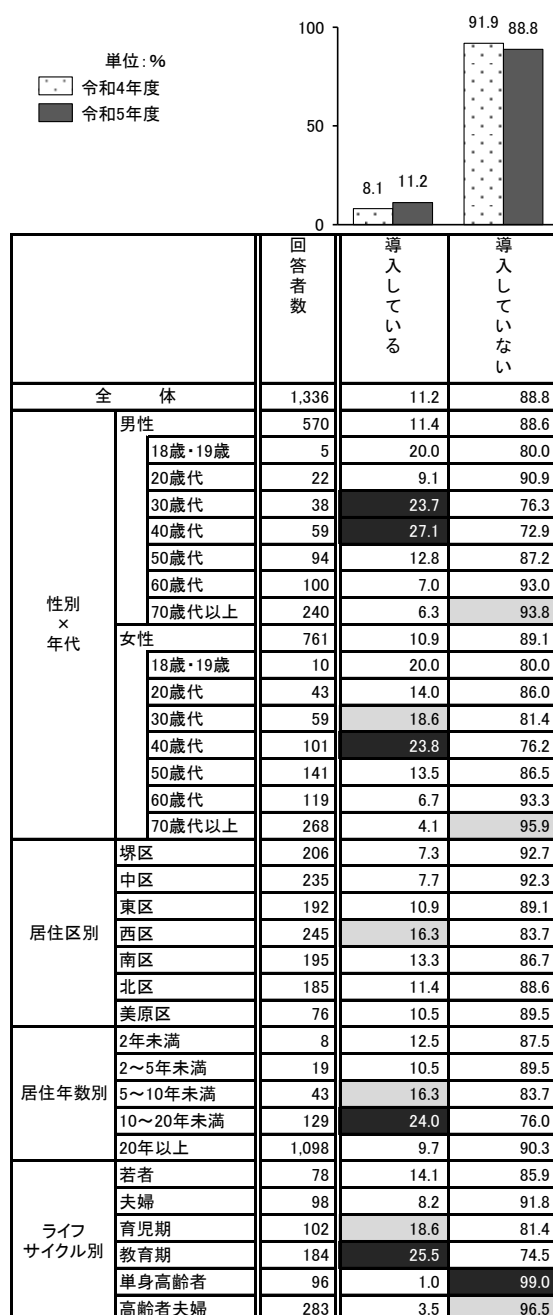 単位:%
令和4年度
令和5年度
100
50
0
8.1 11.2 91.9 88.8
回答者数 導入している 導入していない
全体 1,336 11.2 88.8
性別×年代
男性 570 11.4 88.6
18歳・19歳 5 20.0 80.0
20歳代 22 9.1 90.9
30歳代 38 23.7 76.3
40歳代 59 27.1 72.9
50歳代 94 12.8 87.2
60歳代 100 7.0 93.0
70歳代以上 240 6.3 93.8
女性 761 10.9 89.1
18歳・19歳 10 20.0 80.0
20歳代 43 14.0 86.0
30歳代 59 18.6 81.4
40歳代 101 23.8 76.2
50歳代 141 13.5 86.5
60歳代 119 6.7 93.3
70歳代以上 268 4.1 95.9
居住区別
堺区 206 7.3 92.7
中区 235 7.7 92.3
東区 192 10.9 89.1
西区 245 16.3 83.7
南区 195 13.3 86.7
北区 185 11.4 88.6
美原区 76 10.5 89.5
居住年数別
2年未満 8 12.5 87.5
2〜5年未満 19 10.5 89.5
5〜10年未満 43 16.3 83.7
10〜20年未満 129 24.0 76.0
20年以上 1,098 9.7 90.3
ライフサイクル別
若者 78 14.1 85.9
夫婦 98 8.2 91.8
育児期 102 18.6 81.4
教育期 184 25.5 74.5
単身高齢者 96 1.0 99.0
高齢者夫婦 283 3.5 96.5